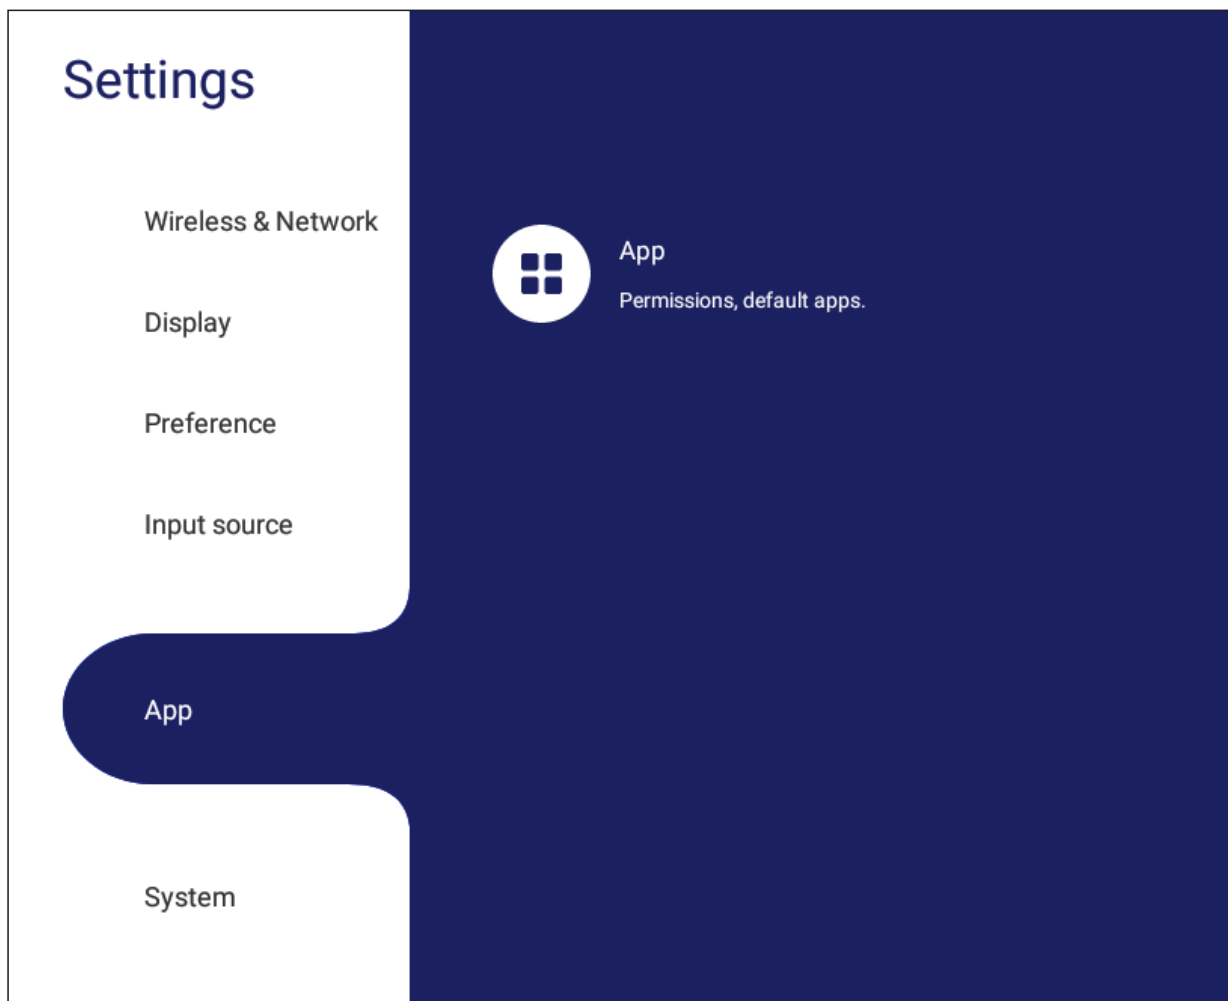 Settings
Wireless & Network
Display
Preference
Input source
App
System
App
Permissions, default apps.